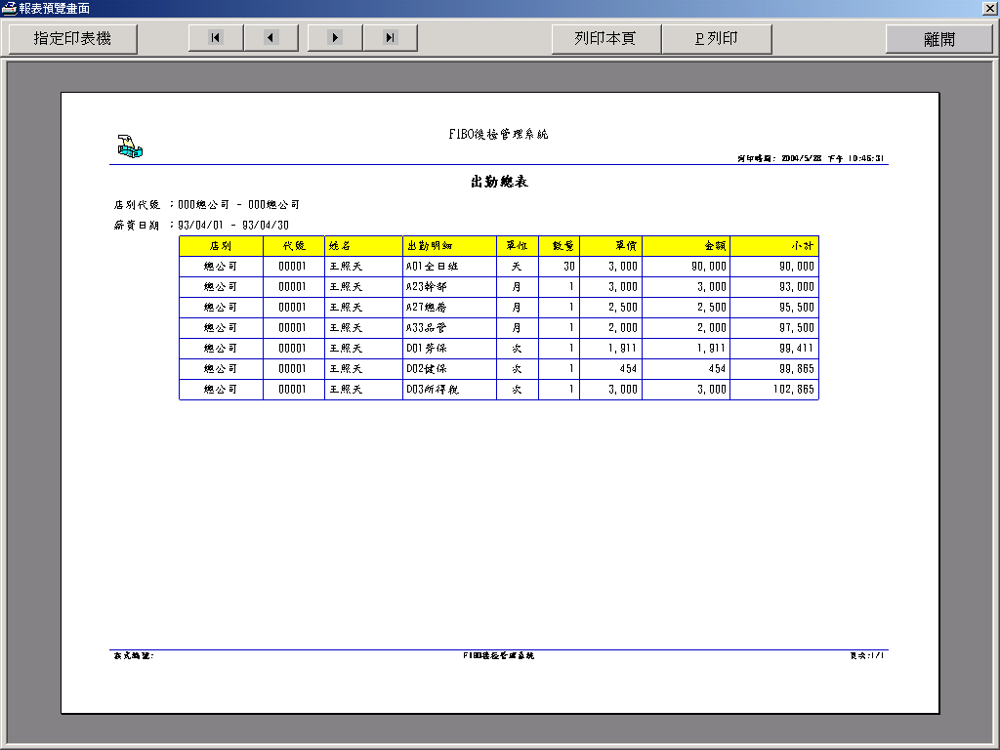 報表預覽畫面
指定印表機 列印本頁 P.列印 離開
FIBO後檯管理系統
列印時間: 2004/5/28 下午 10:46:31
出勤總表
店別代號 :000總公司 - 000總公司
薪資日期 :93/04/01 - 93/04/30
店別 代號 姓名 出勤明細 單位 數量 單價 金額 小計
總公司 00001 王照天 A01全日班 天 30 3,000 90,000 90,000
總公司 00001 王照天 A23幹部 月 1 3,000 3,000 93,000
總公司 00001 王照天 A27總務 月 1 2,500 2,500 95,500
總公司 00001 王照天 A33品管 月 1 2,000 2,000 97,500
總公司 00001 王照天 D01勞保 次 1 1,911 1,911 99,411
總公司 00001 王照天 D02健保 次 1 454 454 99,865
總公司 00001 王照天 D03所得稅 次 1 3,000 3,000 102,865
表式編號: FIBO後檯管理系統 頁次:1/1